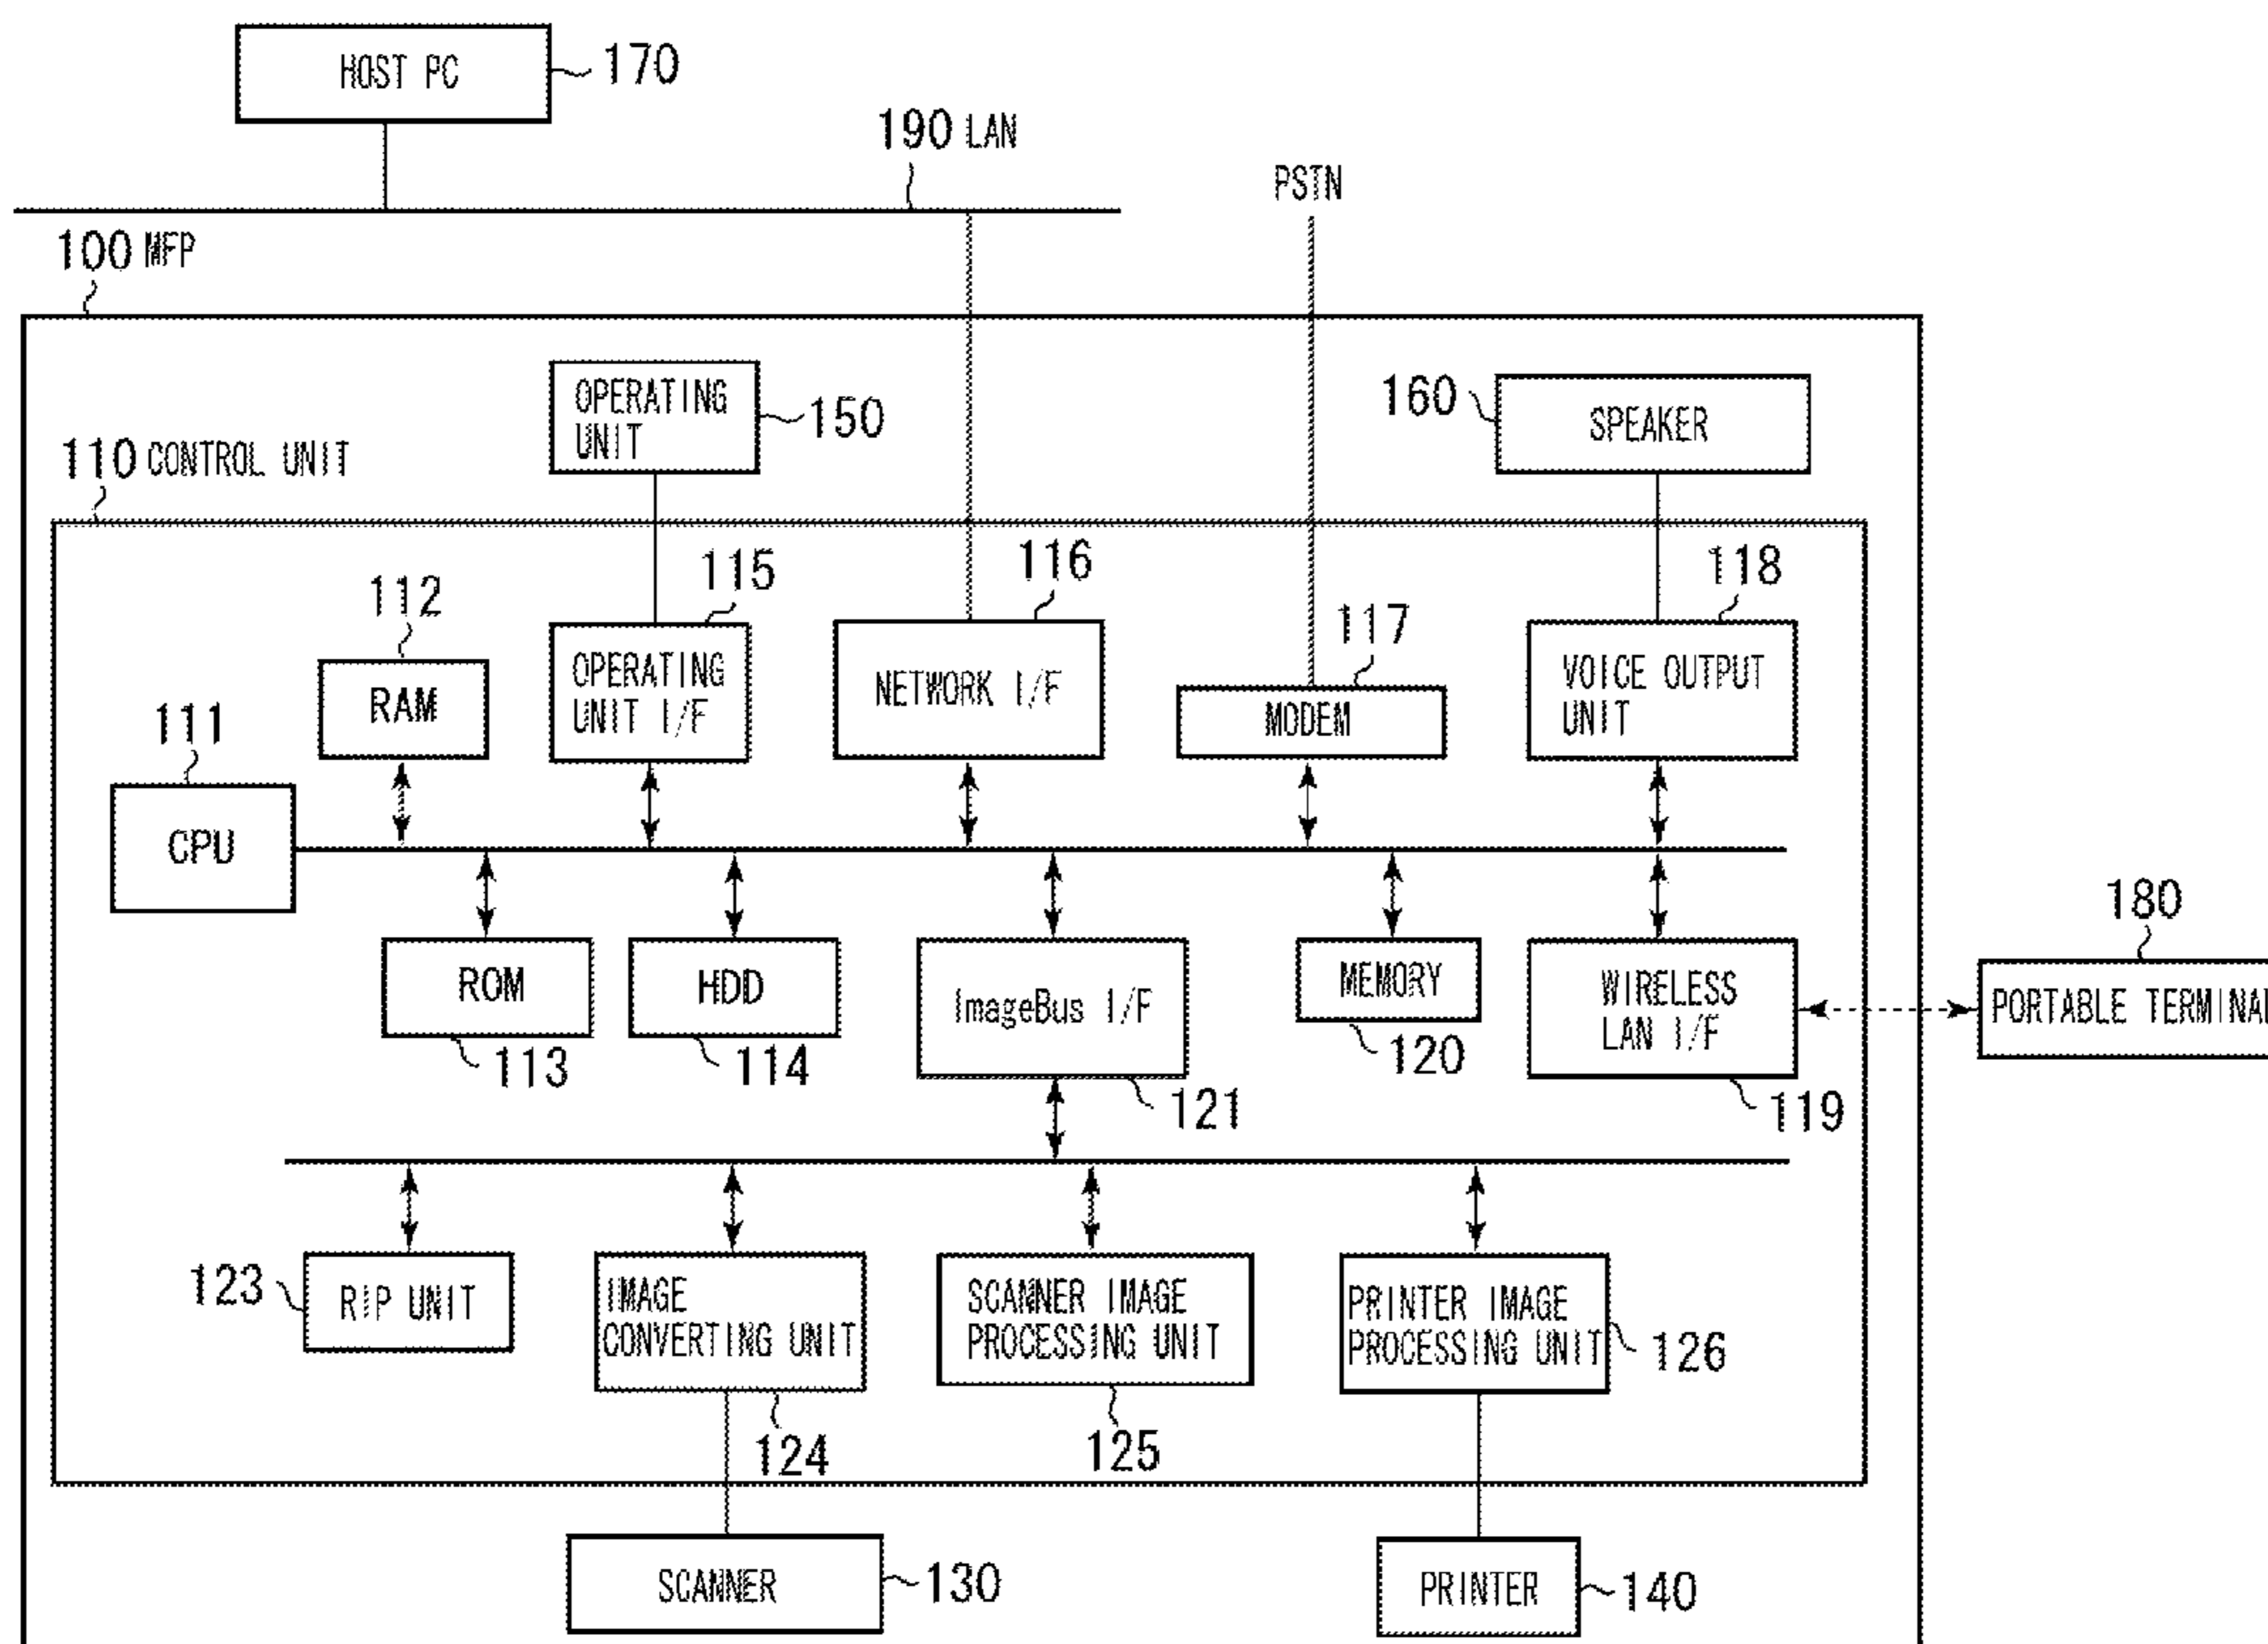 HOST PC
170
190 LAN
PSTN
100 MFP
OPERATING
UNIT
150
160
SPEAKER
110 CONTROL UNIT
112
115
116
117
118
111
RAM
OPERATING
UNIT I/F
NETWORK I/F
MODEM
VOICE OUTPUT
UNIT
CPU
180
ROM
HDD
ImageBus I/F
MEMORY
WIRELESS
LAN I/F
PORTABLE TERMINAL
113
114
121
120
119
123
RIP UNIT
IMAGE
CONVERTING UNIT
SCANNER IMAGE
PROCESSING UNIT
PRINTER IMAGE
PROCESSING UNIT
126
124
125
SCANNER
130
PRINTER
140